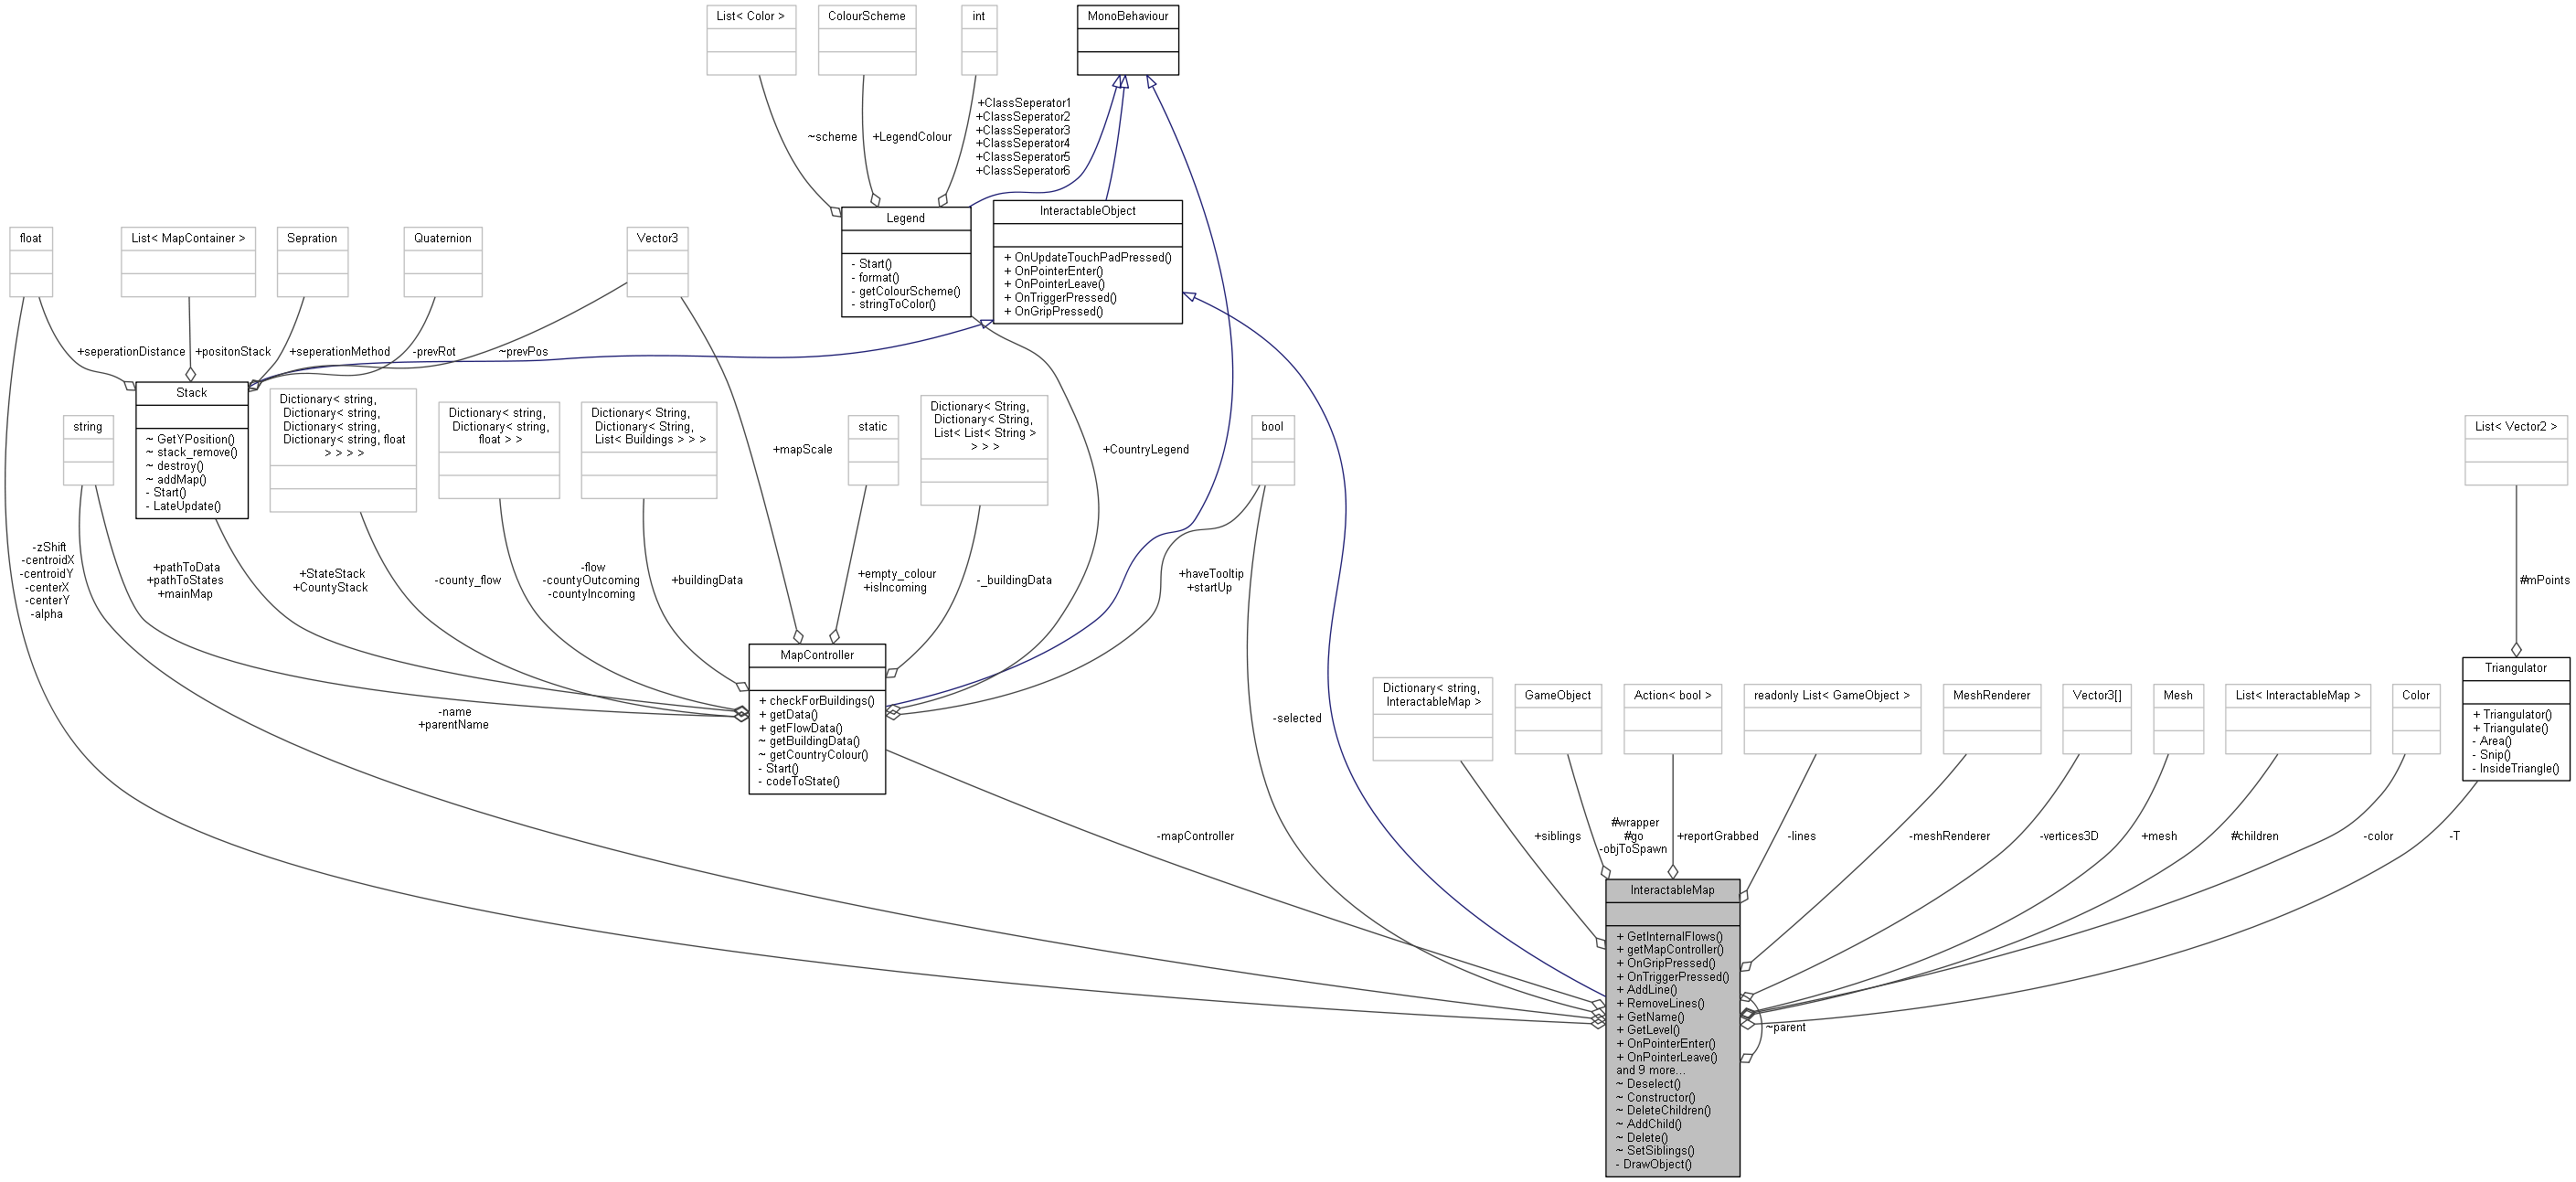 List< Color >
ColourScheme
int
MonoBehaviour
~scheme
+LegendColour
+ClassSeperator1
+ClassSeperator2
+ClassSeperator3
+ClassSeperator4
+ClassSeperator5
+ClassSeperator6
Legend
- Start()
- format()
- getColourScheme()
- stringToColor()
InteractableObject
+ OnUpdateTouchPadPressed()
+ OnPointerEnter()
+ OnPointerLeave()
+ OnTriggerPressed()
+ OnGripPressed()
float
List< MapContainer >
Sepration
Quaternion
Vector3
+seperationDistance
+positonStack
+seperationMethod
-prevRot
~prevPos
string
Stack
~ GetYPosition()
~ stack_remove()
~ destroy()
~ addMap()
- Start()
- LateUpdate()
Dictionary< string,
Dictionary< string,
Dictionary< string,
Dictionary< string, float
> > > >
Dictionary< string,
Dictionary< string,
float > >
Dictionary< String,
Dictionary< String,
List< Buildings > > >
+mapScale
static
Dictionary< String,
Dictionary< String,
List< List< String >
> > >
+CountryLegend
bool
List< Vector2 >
-zShift
-centroidX
-centroidY
-centerX
-centerY
-alpha
+pathToData
+pathToStates
+mainMap
+StateStack
+CountyStack
-county_flow
-flow
-countyOutcoming
-countyIncoming
+buildingData
+empty_colour
+isIncoming
-_buildingData
+haveTooltip
+startUp
#mPoints
MapController
+ checkForBuildings()
+ getData()
+ getFlowData()
~ getBuildingData()
~ getCountryColour()
- Start()
- codeToState()
-name
+parentName
-selected
Dictionary< string,
InteractableMap >
GameObject
Action< bool >
readonly List< GameObject >
MeshRenderer
Vector3[]
Mesh
List< InteractableMap >
Color
Triangulator
+ Triangulator()
+ Triangulate()
- Area()
- Snip()
- InsideTriangle()
-mapController
+siblings
#wrapper
#go
-objToSpawn
+reportGrabbed
-lines
-meshRenderer
-vertices3D
+mesh
#children
-color
-T
InteractableMap
+ GetInternalFlows()
+ getMapController()
+ OnGripPressed()
+ OnTriggerPressed()
+ AddLine()
+ RemoveLines()
+ GetName()
+ GetLevel()
+ OnPointerEnter()
+ OnPointerLeave()
and 9 more...
~ Deselect()
~ Constructor()
~ DeleteChildren()
~ AddChild()
~ Delete()
~ SetSiblings()
- DrawObject()
~parent